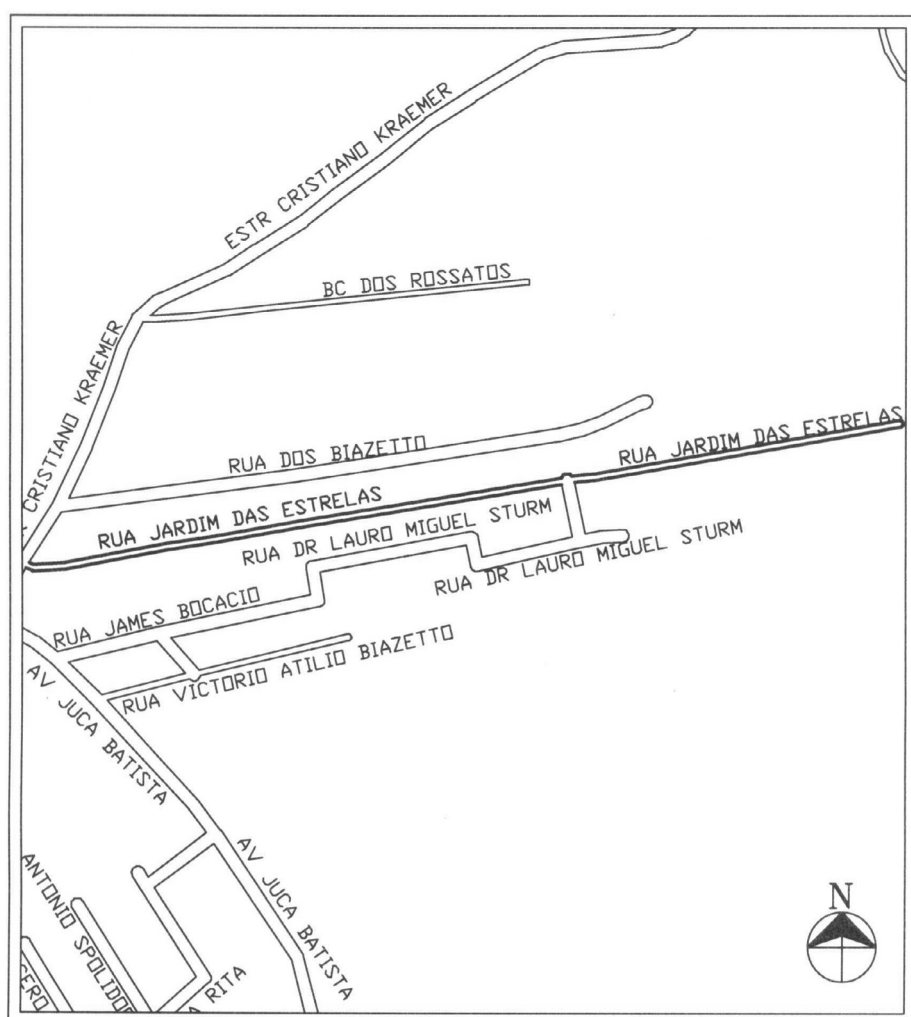 ESTR CRISTIANO KRAEMER
BC DOS ROSSATOS
CRISTIANO KRAEMER
RUA DOS BIAZETTO
RUA JARDIM DAS ESTRELAS
RUA JARDIM DAS ESTRELAS
RUA DR LAURO MIGUEL STURM
RUA DR LAURO MIGUEL STURM
RUA JAMES BOCACIO
RUA VICTORIO ATILIO BIAZETTO
AV JUCA BATISTA
AV JUCA BATISTA
ANTONIO SPOLIDOR
RITA
CERO
N